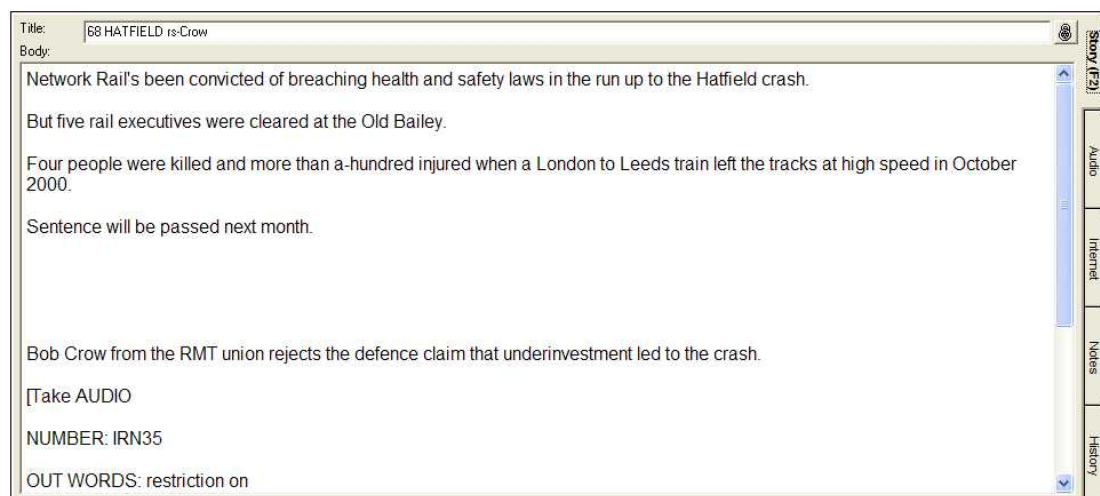 Title:
68 HATFIELD rs-Crow
Body:
Network Rail's been convicted of breaching health and safety laws in the run up to the Hatfield crash.
But five rail executives were cleared at the Old Bailey.
Four people were killed and more than a-hundred injured when a London to Leeds train left the tracks at high speed in October
2000.
Sentence will be passed next month.
Bob Crow from the RMT union rejects the defence claim that underinvestment led to the crash.
[Take AUDIO
NUMBER: IRN35
OUT WORDS: restriction on
Story (F2)
Audio
Internet
Notes
History